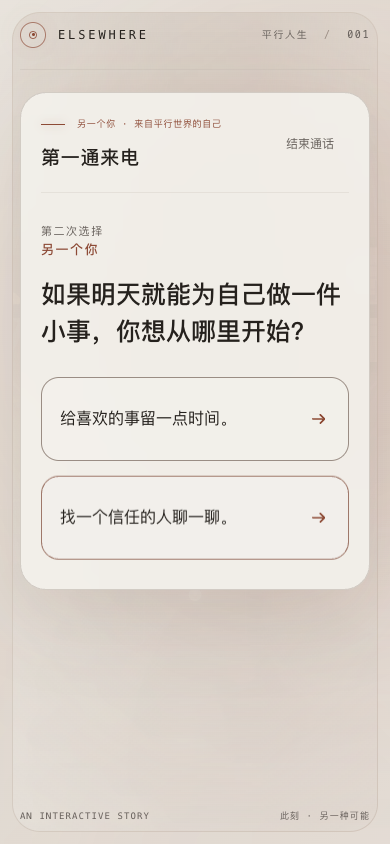 ELSEWHERE
平行人生 / 001
另一个你 · 来自平行世界的自己
第一通来电
结束通话
第二次选择
另一个你
如果明天就能为自己做一件
小事，你想从哪里开始?
给喜欢的事留一点时间。
→
找一个信任的人聊一聊。
→
AN INTERACTIVE STORY
此刻 · 另一种可能